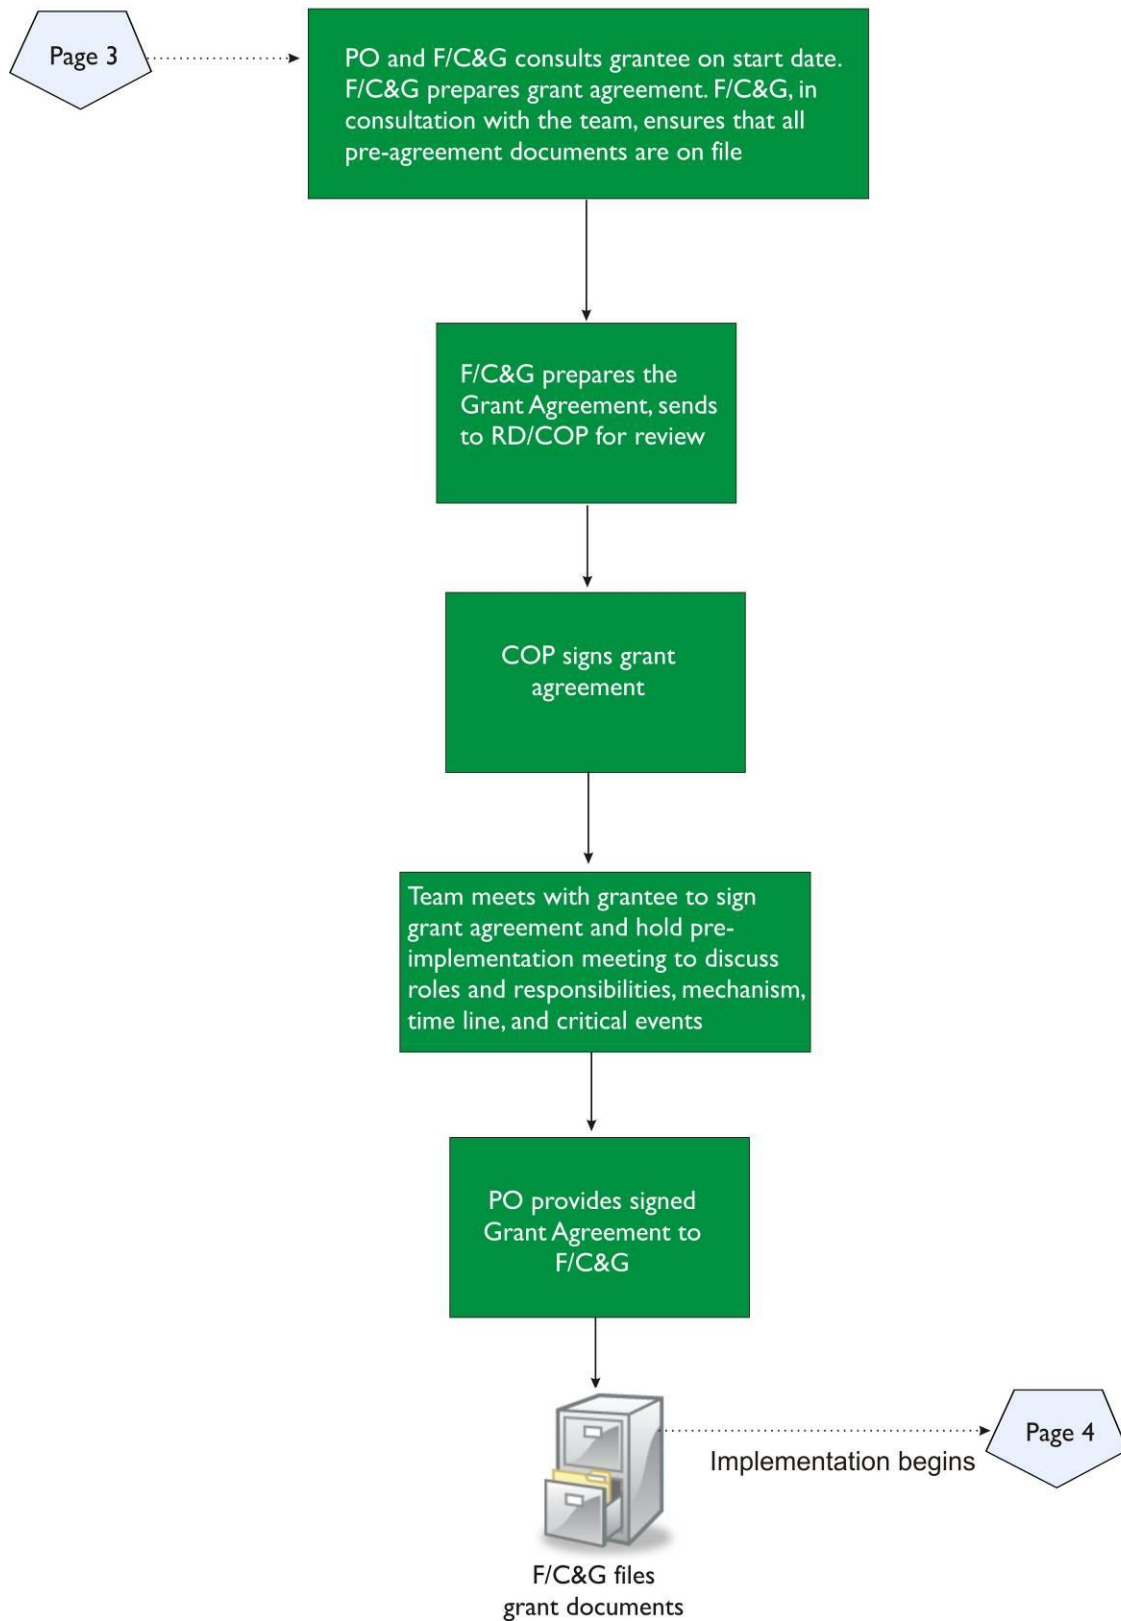 Page 3
PO and F/C&G consults grantee on start date.
F/C&G prepares grant agreement. F/C&G, in
consultation with the team, ensures that all
pre-agreement documents are on file
F/C&G prepares the
Grant Agreement, sends
to RD/COP for review
COP signs grant
agreement
Team meets with grantee to sign
grant agreement and hold pre-
implementation meeting to discuss
roles and responsibilities, mechanism,
time line, and critical events
PO provides signed
Grant Agreement to
F/C&G
Page 4
Implementation begins
F/C&G files
grant documents